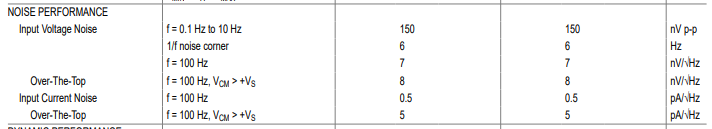 NOISE PERFORMANCE
Input Voltage Noise f = 0.1 Hz to 10 Hz 150 150 nV p-p
1/f noise corner 6 6 Hz
f = 100 Hz 7 7 nV/√Hz
Over-The-Top f = 100 Hz, VCM > +VS 8 8 nV/√Hz
Input Current Noise f = 100 Hz 0.5 0.5 pA/√Hz
Over-The-Top f = 100 Hz, VCM > +VS 5 5 pA/√Hz